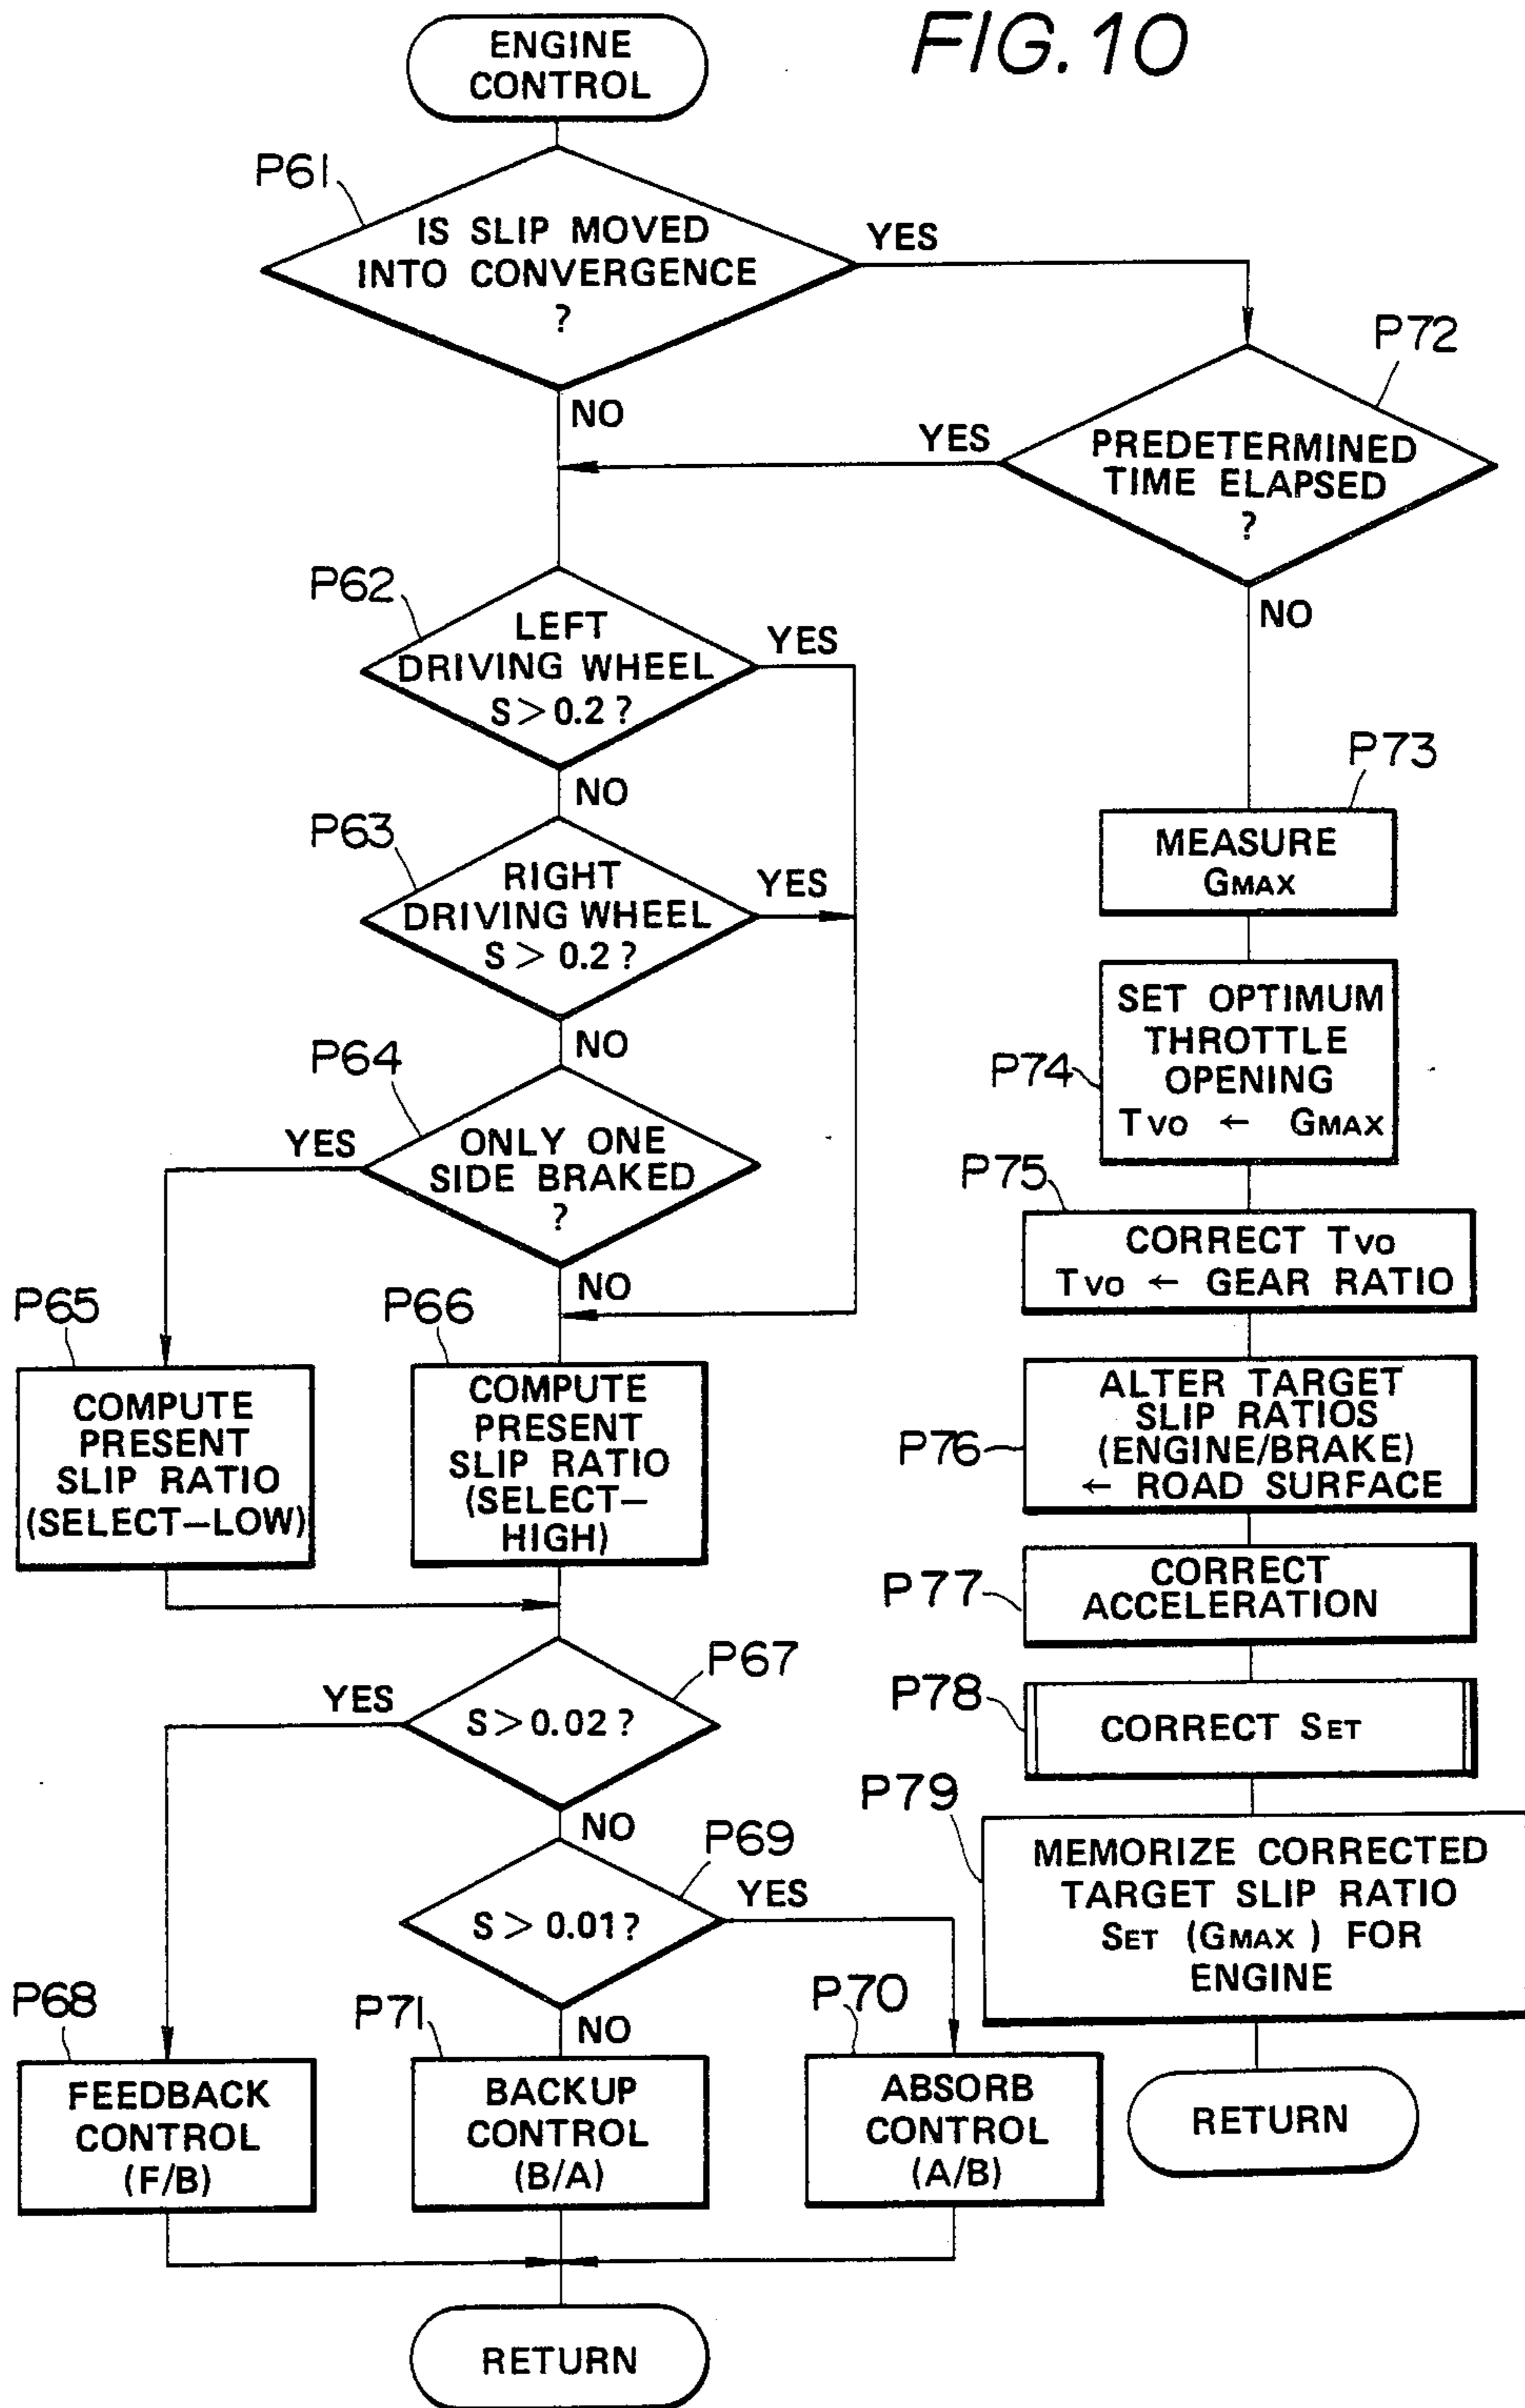 FIG. 10
ENGINE
CONTROL
P61
IS SLIP MOVED
INTO CONVERGENCE
?
YES
NO
P72
PREDETERMINED
TIME ELAPSED
?
YES
NO
P62
LEFT
DRIVING WHEEL
S > 0.2 ?
YES
NO
P63
RIGHT
DRIVING WHEEL
S > 0.2 ?
YES
NO
P64
ONLY ONE
SIDE BRAKED
?
YES
NO
P65
COMPUTE
PRESENT
SLIP RATIO
(SELECT–LOW)
P66
COMPUTE
PRESENT
SLIP RATIO
(SELECT–
HIGH)
P67
S > 0.02 ?
YES
NO
P69
S > 0.01 ?
YES
NO
P68
FEEDBACK
CONTROL
(F/B)
P71
BACKUP
CONTROL
(B/A)
P70
ABSORB
CONTROL
(A/B)
RETURN
P73
MEASURE
GMAX
P74
SET OPTIMUM
THROTTLE
OPENING
TVO ← GMAX
P75
CORRECT TVO
TVO ← GEAR RATIO
P76
ALTER TARGET
SLIP RATIOS
(ENGINE/BRAKE)
← ROAD SURFACE
P77
CORRECT
ACCELERATION
P78
CORRECT SET
P79
MEMORIZE CORRECTED
TARGET SLIP RATIO
SET (GMAX) FOR
ENGINE
RETURN